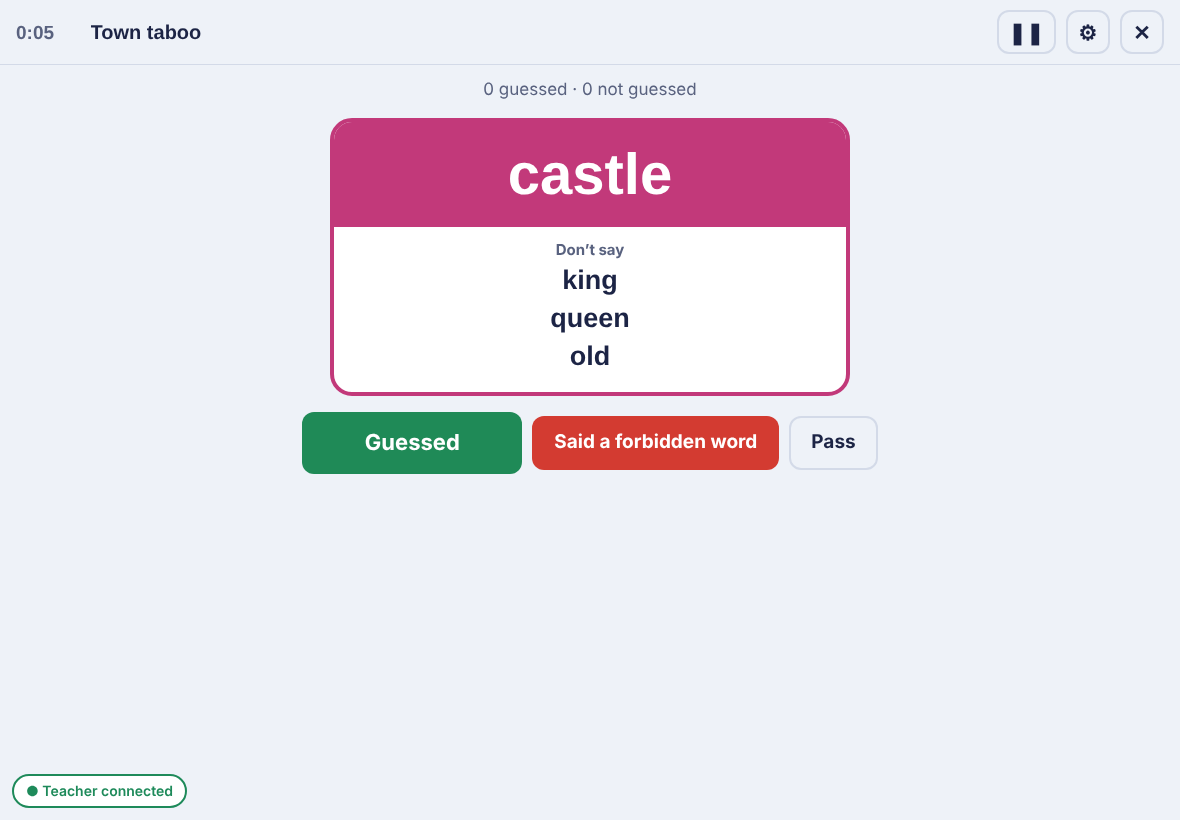 0:05 Town taboo
0 guessed · 0 not guessed
castle
Don’t say
king
queen
old
Guessed Said a forbidden word Pass
Teacher connected